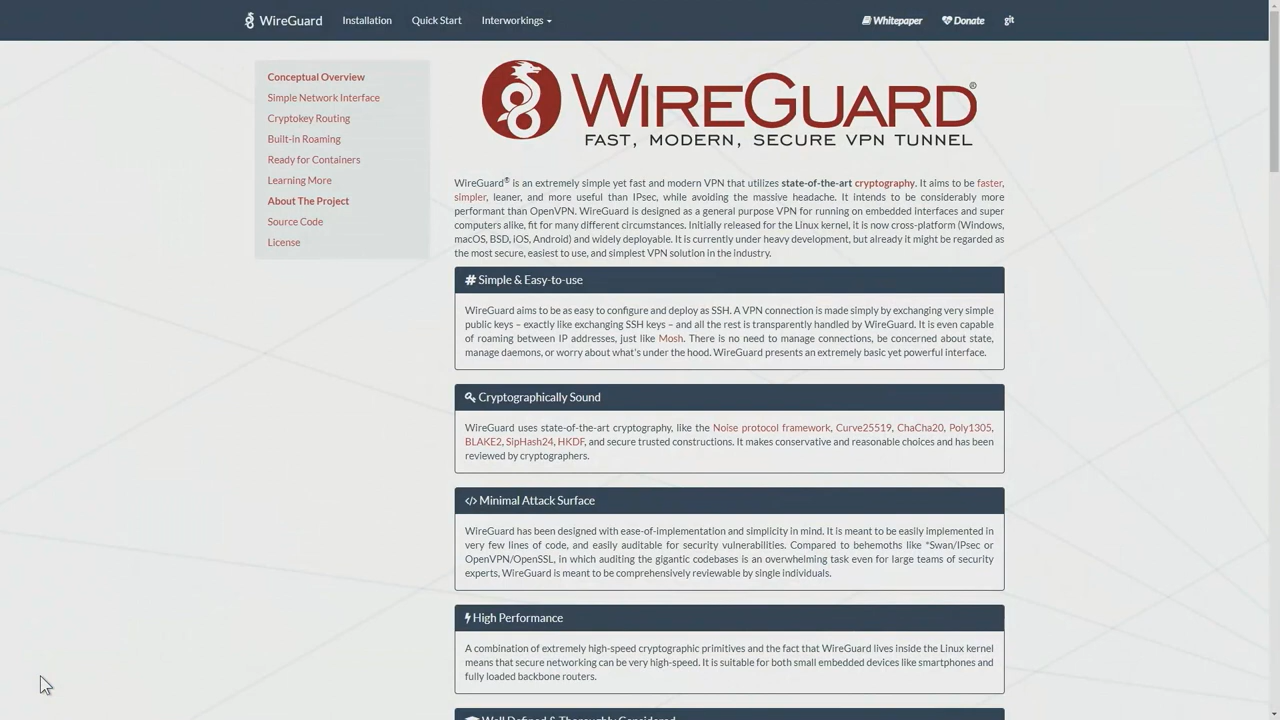 WireGuard Installation Quick Start Interworkings Whitepaper Donate git
Conceptual Overview
Simple Network Interface
Cryptokey Routing
Built-in Roaming
Ready for Containers
Learning More
About The Project
Source Code
License
WIREGUARD®
FAST, MODERN, SECURE VPN TUNNEL
WireGuard® is an extremely simple yet fast and modern VPN that utilizes state-of-the-art cryptography. It aims to be faster,
simpler, leaner, and more useful than IPsec, while avoiding the massive headache. It intends to be considerably more
performant than OpenVPN. WireGuard is designed as a general purpose VPN for running on embedded interfaces and super
computers alike, fit for many different circumstances. Initially released for the Linux kernel, it is now cross-platform (Windows,
macOS, BSD, iOS, Android) and widely deployable. It is currently under heavy development, but already it might be regarded as
the most secure, easiest to use, and simplest VPN solution in the industry.
# Simple & Easy-to-use
WireGuard aims to be as easy to configure and deploy as SSH. A VPN connection is made simply by exchanging very simple
public keys – exactly like exchanging SSH keys – and all the rest is transparently handled by WireGuard. It is even capable
of roaming between IP addresses, just like Mosh. There is no need to manage connections, be concerned about state,
manage daemons, or worry about what's under the hood. WireGuard presents an extremely basic yet powerful interface.
Cryptographically Sound
WireGuard uses state-of-the-art cryptography, like the Noise protocol framework, Curve25519, ChaCha20, Poly1305,
BLAKE2, SipHash24, HKDF, and secure trusted constructions. It makes conservative and reasonable choices and has been
reviewed by cryptographers.
</> Minimal Attack Surface
WireGuard has been designed with ease-of-implementation and simplicity in mind. It is meant to be easily implemented in
very few lines of code, and easily auditable for security vulnerabilities. Compared to behemoths like *Swan/IPsec or
OpenVPN/OpenSSL, in which auditing the gigantic codebases is an overwhelming task even for large teams of security
experts, WireGuard is meant to be comprehensively reviewable by single individuals.
High Performance
A combination of extremely high-speed cryptographic primitives and the fact that WireGuard lives inside the Linux kernel
means that secure networking can be very high-speed. It is suitable for both small embedded devices like smartphones and
fully loaded backbone routers.
Well Defined & Thoroughly Considered